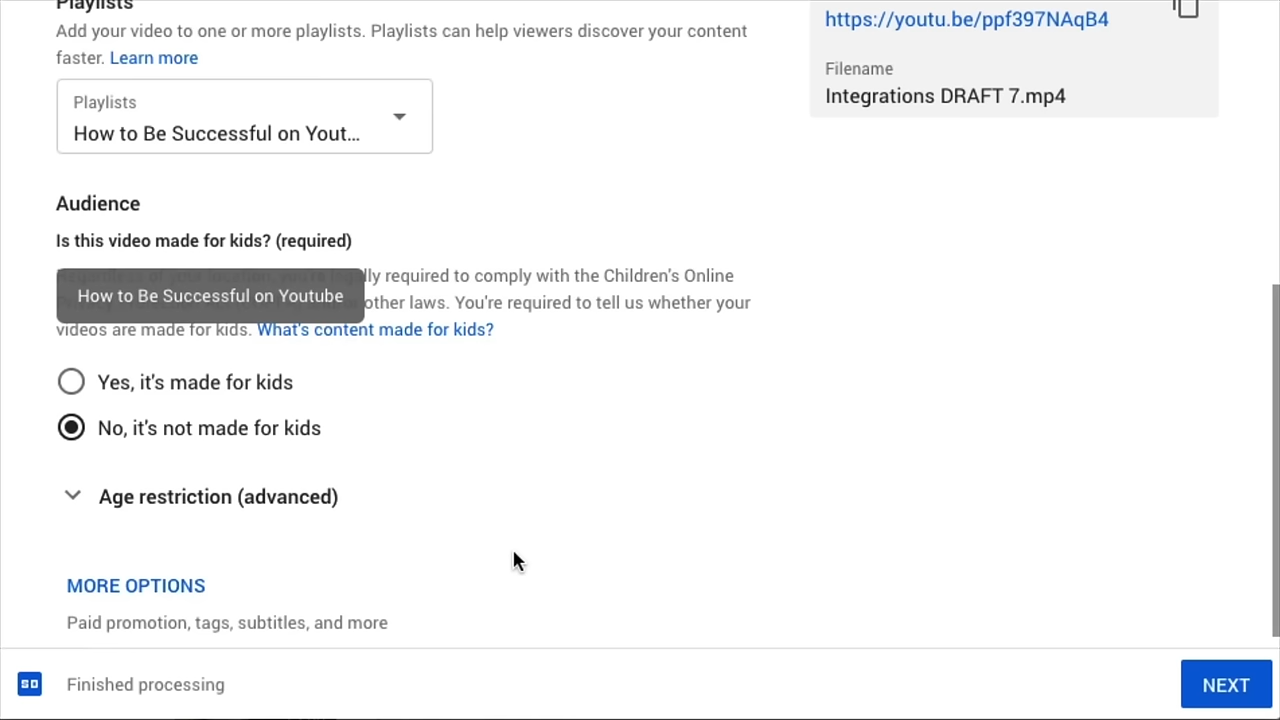 Playlists
Add your video to one or more playlists. Playlists can help viewers discover your content
faster. Learn more
Playlists
How to Be Successful on Yout...
https://youtu.be/ppf397NAqB4
Filename
Integrations DRAFT 7.mp4
Audience
Is this video made for kids? (required)
required to comply with the Children's Online
How to Be Successful on Youtube
other laws. You're required to tell us whether your
videos are made for kids. What's content made for kids?
Yes, it's made for kids
No, it's not made for kids
Age restriction (advanced)
MORE OPTIONS
Paid promotion, tags, subtitles, and more
SD
Finished processing
NEXT